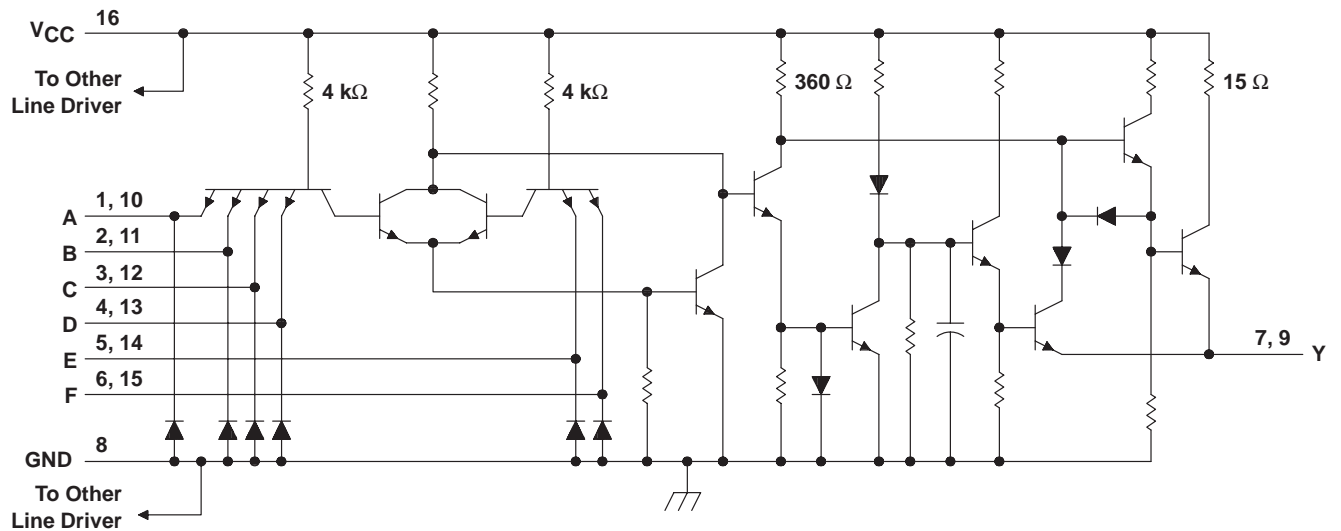 VCC 16
To Other
Line Driver
4 kΩ
4 kΩ
360 Ω
15 Ω
A 1, 10
B 2, 11
C 3, 12
D 4, 13
E 5, 14
F 6, 15
7, 9 Y
GND 8
To Other
Line Driver